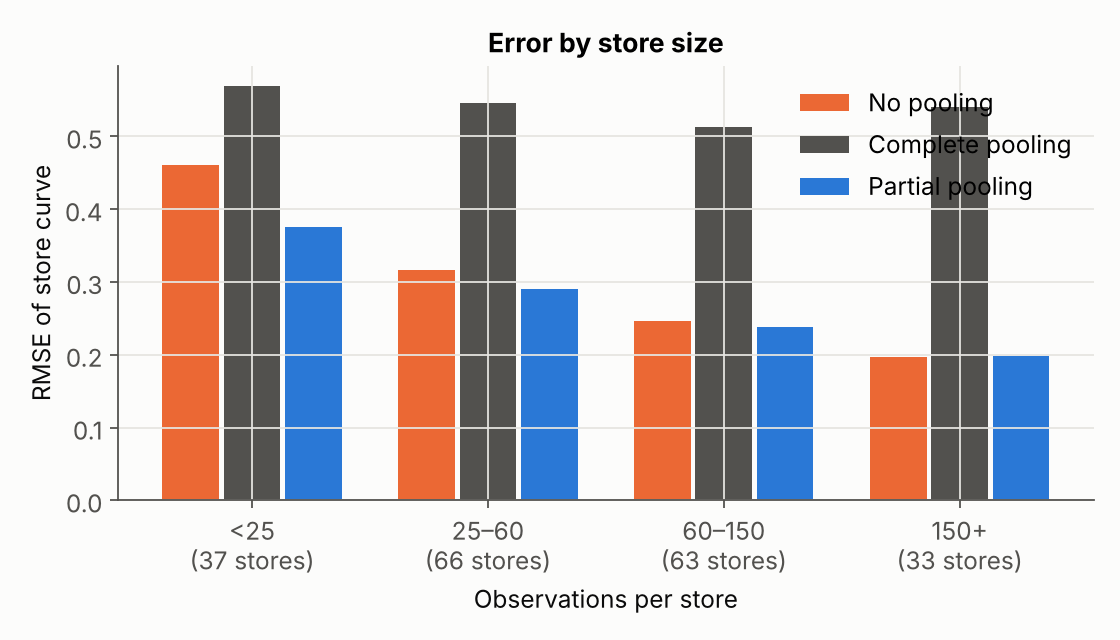 Error by store size
No pooling
Complete pooling
Partial pooling
RMSE of store curve
0.5
0.4
0.3
0.2
0.1
0.0
<25
(37 stores)
25–60
(66 stores)
60–150
(63 stores)
150+
(33 stores)
Observations per store